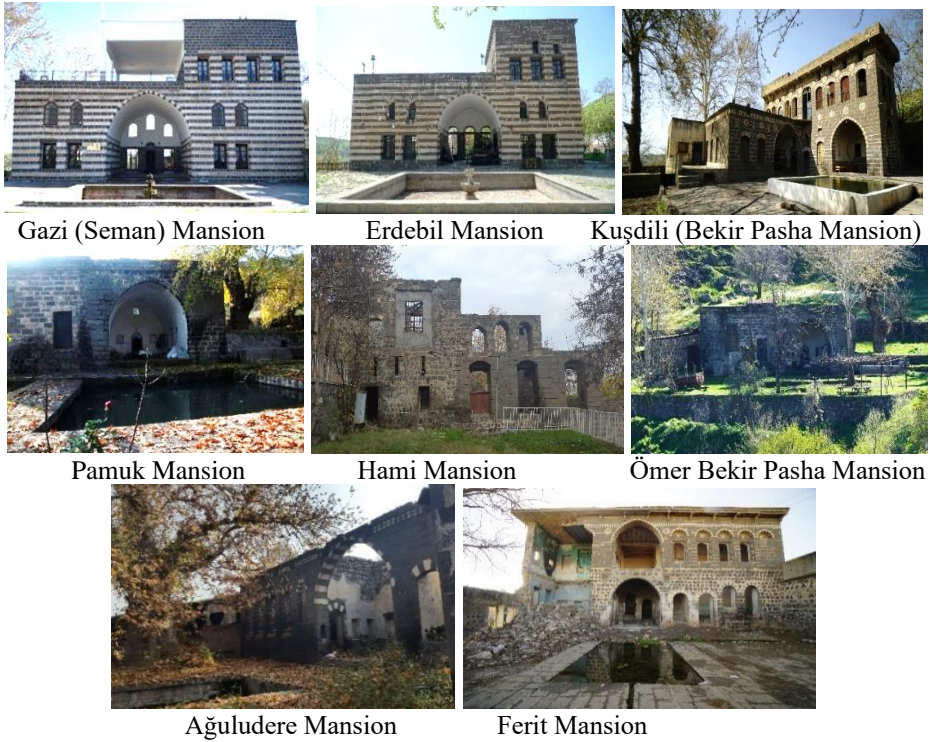 Gazi (Seman) Mansion Erdebil Mansion Kuşdili (Bekir Pasha Mansion)
Pamuk Mansion Hami Mansion Ömer Bekir Pasha Mansion
Ağuludere Mansion Ferit Mansion